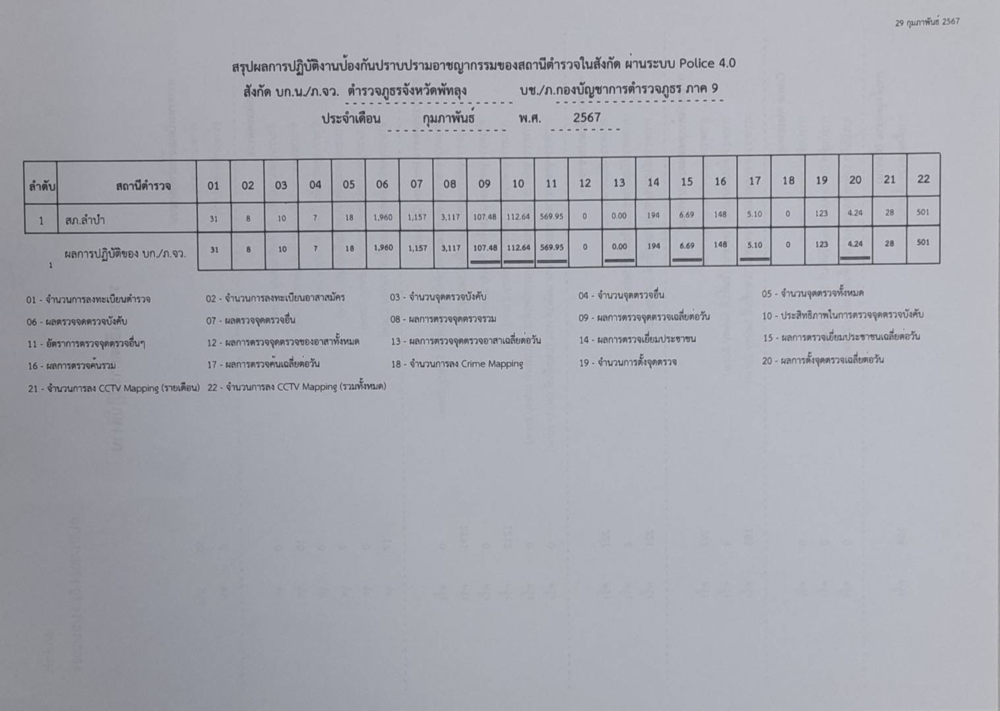 29 กุมภาพันธ์ 2567
สรุปผลการปฏิบัติงานป้องกันปราบปรามอาชญากรรมของสถานีตำรวจในสังกัด ผ่านระบบ Police 4.0
สังกัด บก.น./ภ.จว. ตำรวจภูธรจังหวัดพัทลุง บช./ภ.กองบัญชาการตำรวจภูธร ภาค 9
ประจำเดือน กุมภาพันธ์ พ.ศ. 2567
ลำดับ สถานีตำรวจ 01 02 03 04 05 06 07 08 09 10 11 12 13 14 15 16 17 18 19 20 21 22
1 สภ.ลำปำ 31 8 10 7 18 1,960 1,157 3,117 107.48 112.64 569.95 0 0.00 194 6.69 148 5.10 0 123 4.24 28 501
1 ผลการปฏิบัติของ บก./ภ.จว. 31 8 10 7 18 1,960 1,157 3,117 107.48 112.64 569.95 0 0.00 194 6.69 148 5.10 0 123 4.24 28 501
01 - จำนวนการลงทะเบียนตำรวจ 02 - จำนวนการลงทะเบียนอาสาสมัคร 03 - จำนวนจุดตรวจบังคับ 04 - จำนวนจุดตรวจอื่น 05 - จำนวนจุดตรวจทั้งหมด
06 - ผลตรวจจดตรวจบังคับ 07 - ผลตรวจจุดตรวจอื่น 08 - ผลการตรวจจุดตรวจรวม 09 - ผลการตรวจจุดตรวจเฉลี่ยต่อวัน 10 - ประสิทธิภาพในการตรวจจุดตรวจบังคับ
11 - อัตราการตรวจจุดตรวจอื่นๆ 12 - ผลการตรวจจุดตรวจของอาสาทั้งหมด 13 - ผลการตรวจจุดตรวจอาสาเฉลี่ยต่อวัน 14 - ผลการตรวจเยี่ยมประชาชน 15 - ผลการตรวจเยี่ยมประชาชนเฉลี่ยต่อวัน
16 - ผลการตรวจค้นรวม 17 - ผลการตรวจค้นเฉลี่ยต่อวัน 18 - จำนวนการลง Crime Mapping 19 - จำนวนการตั้งจุดตรวจ 20 - ผลการตั้งจุดตรวจเฉลี่ยต่อวัน
21 - จำนวนการลง CCTV Mapping (รายเดือน) 22 - จำนวนการลง CCTV Mapping (รวมทั้งหมด)